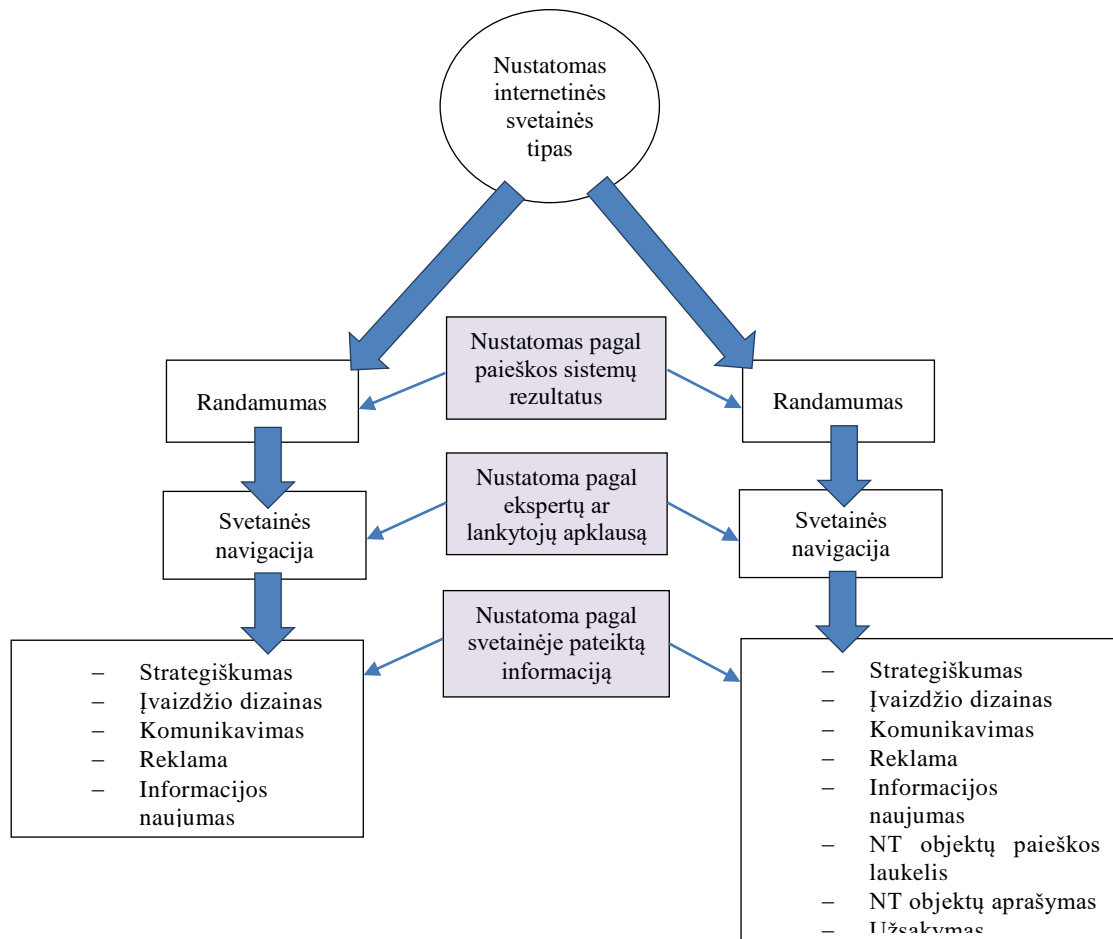 Nustatomas
internetinės
svetainės
tipas
Nustatomas pagal
paieškos sistemų
rezultatus
Randamumas
Randamumas
Nustatoma pagal
ekspertų ar
lankytojų apklausą
Svetainės
navigacija
Svetainės
navigacija
Nustatoma pagal
svetainėje pateiktą
informaciją
– Strategiškumas
– Įvaizdžio dizainas
– Komunikavimas
– Reklama
– Informacijos
naujumas
– Strategiškumas
– Įvaizdžio dizainas
– Komunikavimas
– Reklama
– Informacijos
naujumas
– NT objektų paieškos
laukelis
– NT objektų aprašymas
– Užsakymas